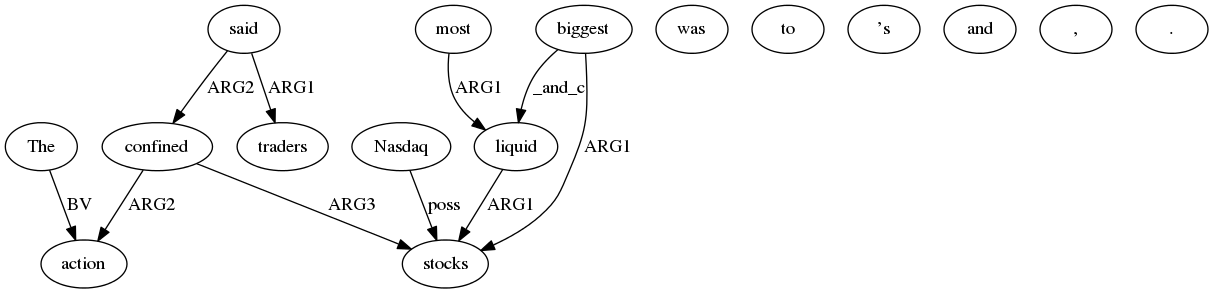 said most biggest was to 's and , .
ARG2 ARG1 ARG1 _and_c
The confined traders Nasdaq liquid ARG1
BV ARG2 ARG3 poss ARG1
action stocks